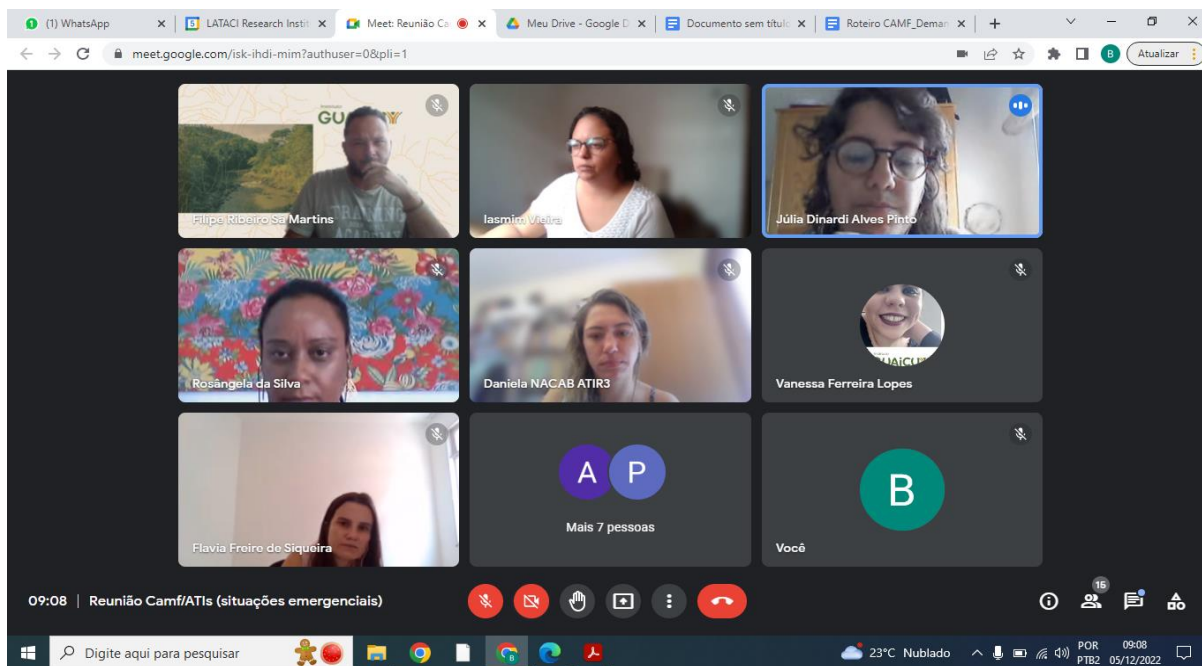 (1) WhatsApp
LATACI Research Instit
Meet: Reunião Ca
Meu Drive - Google D
Documento sem título
Roteiro CAMF_Deman
meet.google.com/isk-ihdi-mim?authuser=0&pli=1
B
Atualizar
Filipe Ribeiro Sa Martins
Iasmim Vieira
Júlia Dinardi Alves Pinto
Rosângela da Silva
Daniela NACAB ATIR3
GUAICUY
Vanessa Ferreira Lopes
Flavia Freire de Siqueira
A P
Mais 7 pessoas
B
Você
09:08 | Reunião Camf/ATIs (situações emergenciais)
15
Digite aqui para pesquisar
23°C Nublado
POR
PTB2
09:08
05/12/2022